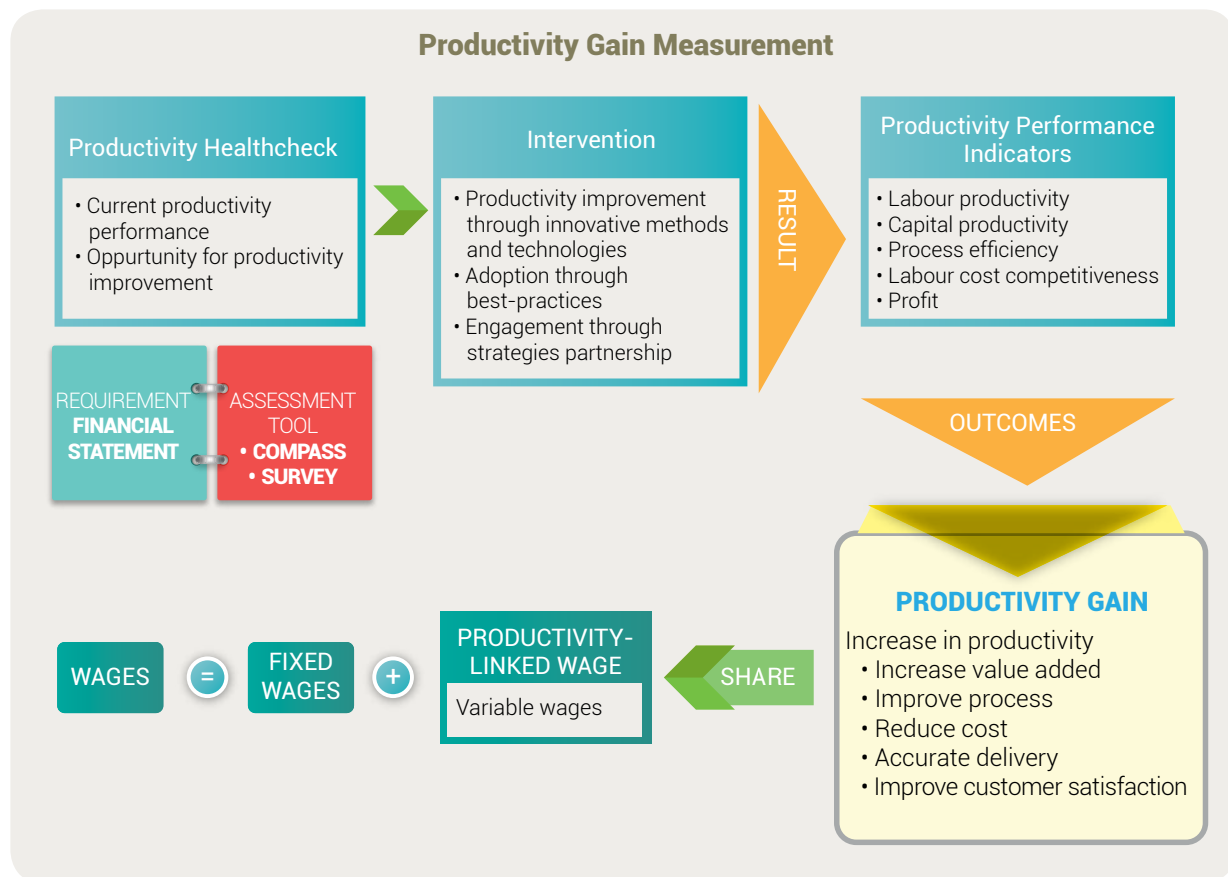 Productivity Gain Measurement
Productivity Healthcheck
• Current productivity
performance
• Oppurtunity for productivity
improvement
Intervention
• Productivity improvement
through innovative methods
and technologies
• Adoption through
best-practices
• Engagement through
strategies partnership
RESULT
Productivity Performance
Indicators
• Labour productivity
• Capital productivity
• Process efficiency
• Labour cost competitiveness
• Profit
REQUIREMENT
FINANCIAL
STATEMENT
ASSESSMENT
TOOL
• COMPASS
• SURVEY
OUTCOMES
PRODUCTIVITY GAIN
Increase in productivity
• Increase value added
• Improve process
• Reduce cost
• Accurate delivery
• Improve customer satisfaction
SHARE
PRODUCTIVITY-
LINKED WAGE
Variable wages
+
FIXED
WAGES
=
WAGES